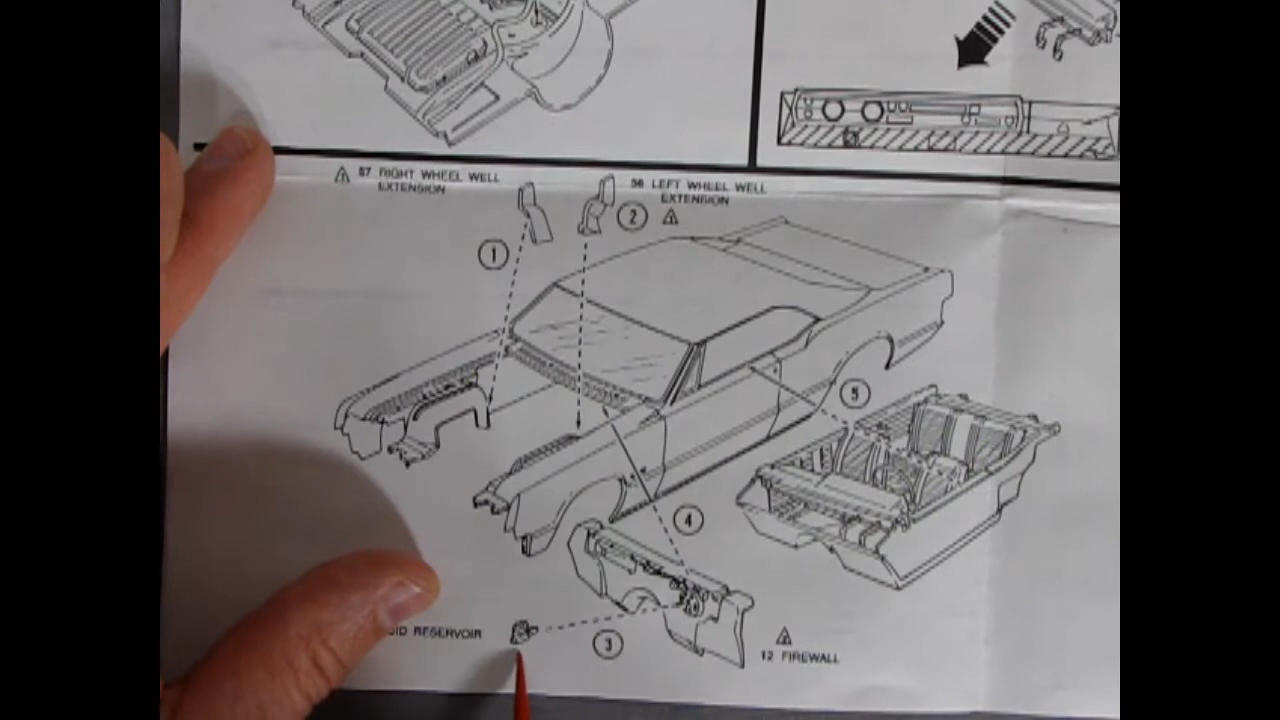 57 RIGHT WHEEL WELL
EXTENSION
56 LEFT WHEEL WELL
EXTENSION
2
1
5
4
RESERVOIR
3
12 FIREWALL